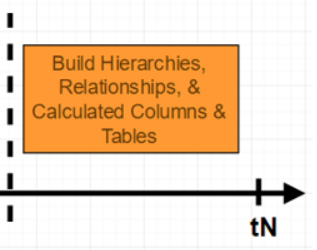 Build Hierarchies,
Relationships, &
Calculated Columns &
Tables
tN